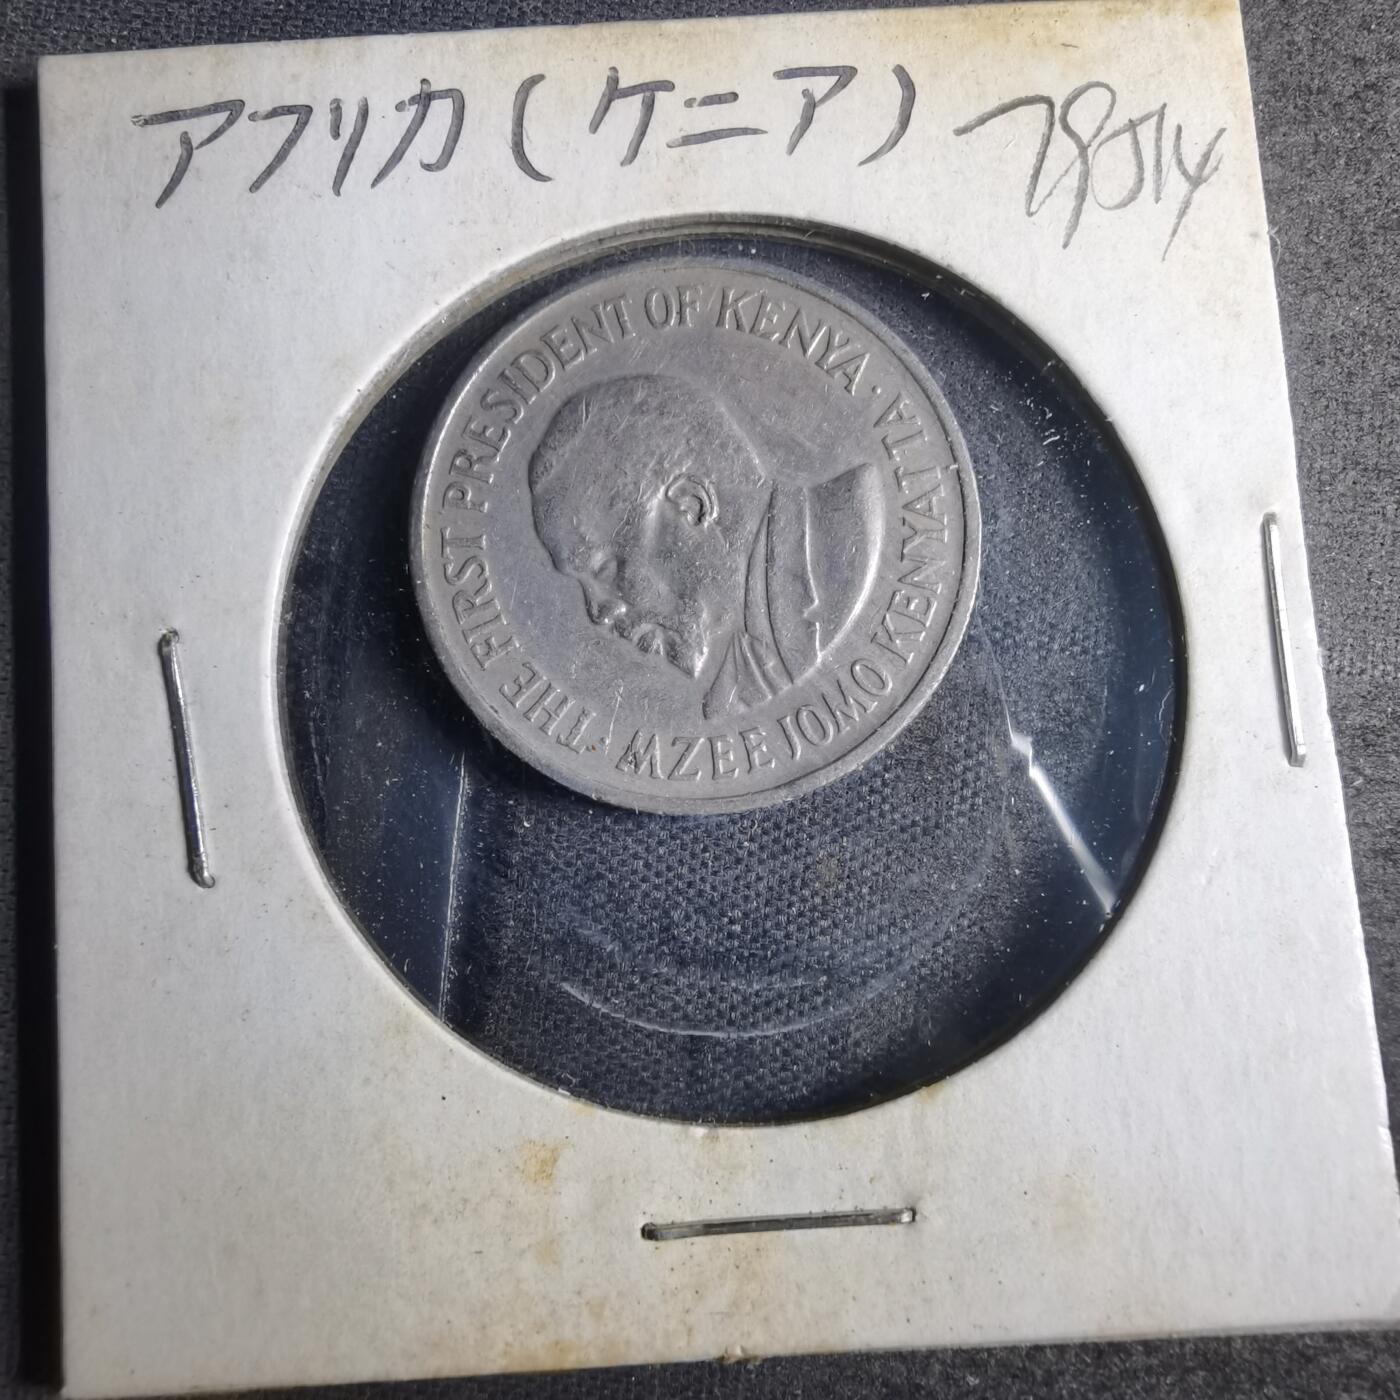 アフリカ(ケニア)
THE FIRST PRESIDENT OF KENYA · MZEE JOMO KENYATTA ·